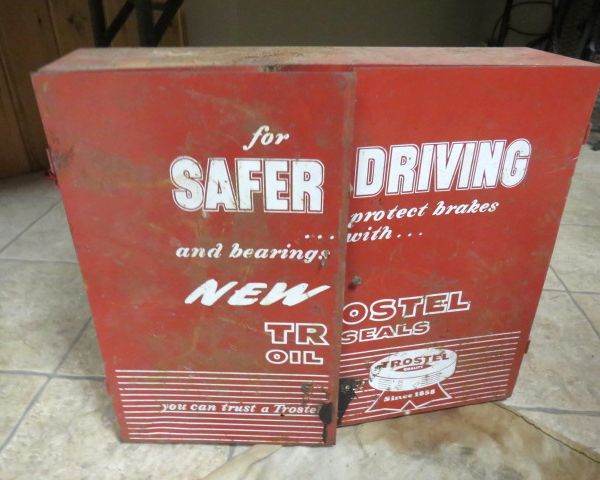 for
SAFER DRIVING
protect brakes
and bearings ...with...
NEW
TROSTEL
OIL SEALS
TROSTEL
QUALITY
Since 1858
you can trust a Trostel